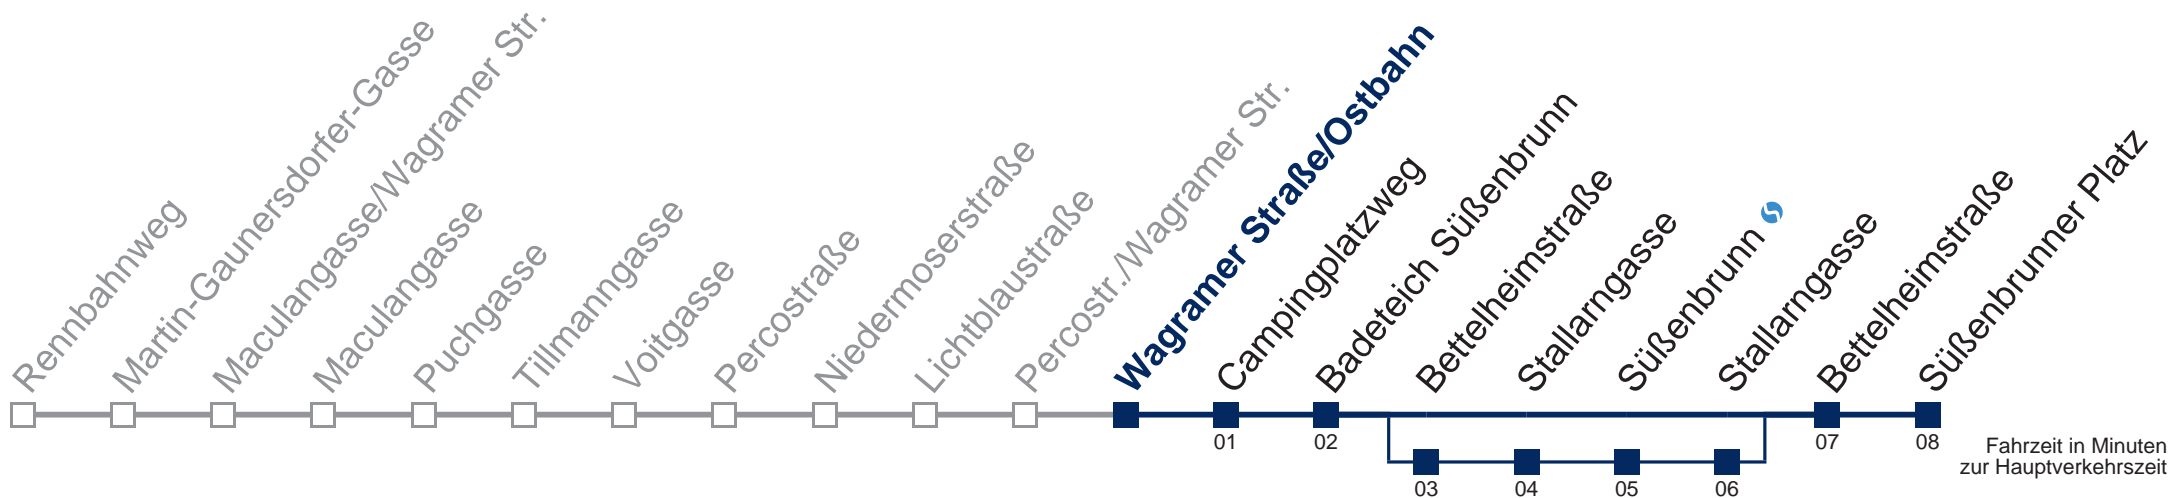 Rennbahnweg
Martin-Gaunersdorfer-Gasse
Maculangasse/Wagramer Str.
Maculangasse
Puchgasse
Tillmanngasse
Voitgasse
Percostraße
Niedermoserstraße
Lichtblaustraße
Percostr./Wagramer Str.
Wagramer Straße/Ostbahn
Campingplatzweg
Badeteich Süßenbrunn
Bettelheimstraße
Stallarngasse
Süßenbrunn
Stallarngasse
Bettelheimstraße
Süßenbrunner Platz
01
02
07
08
03
04
05
06
Fahrzeit in Minuten
zur Hauptverkehrszeit